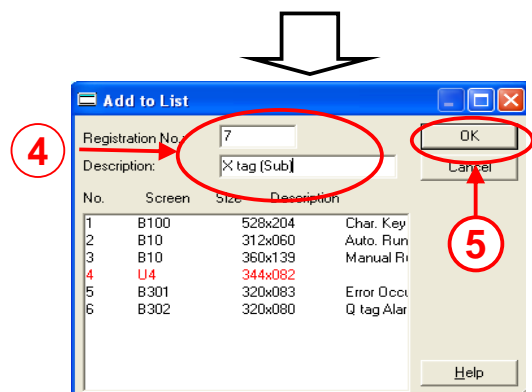 Add to List
4
Registration No.: 7
OK
Description: X tag (Sub)
Cancel
No. Screen Size Description
5
1 B100 528x204 Char. Key
2 B10 312x060 Auto. Run
3 B10 360x139 Manual
4 U4 344x082
5 B301 320x083 Error Occu
6 B302 320x080 Q tag Alar
Help